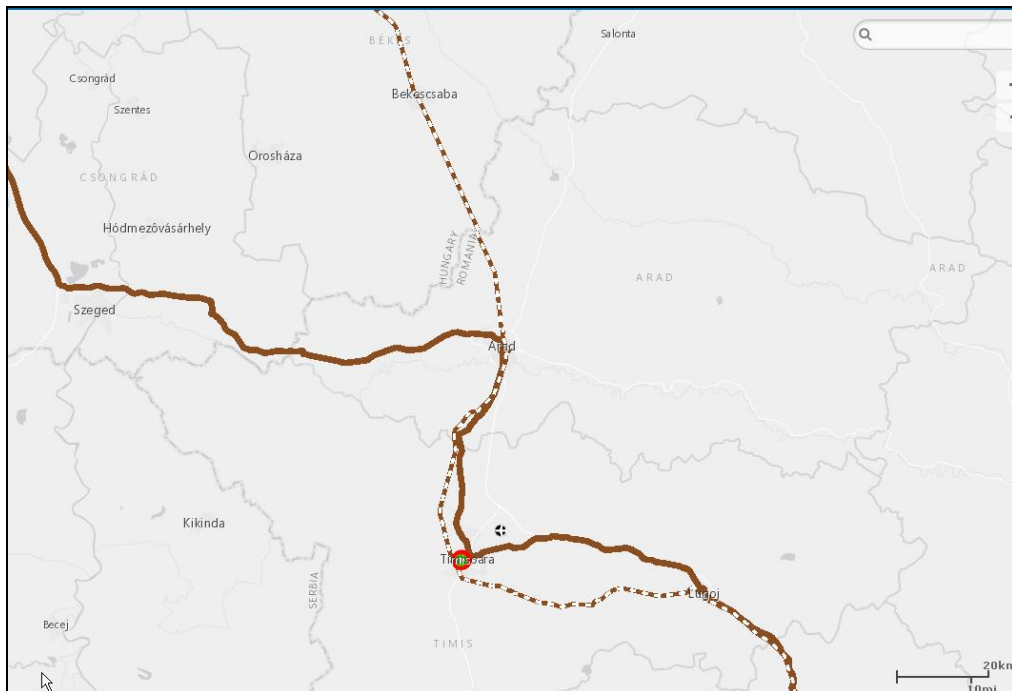 BÉKÉS
Salonta
Csongrád
Bekescsaba
Szentes
Orosháza
CSONGRÁD
Hódmezővásárhely
HUNGARY
ROMANIA
ARAD
ARAD
Szeged
Arad
Kikinda
Timisoara
SERBIA
Lugoj
Becej
TIMIS
20km
10mi